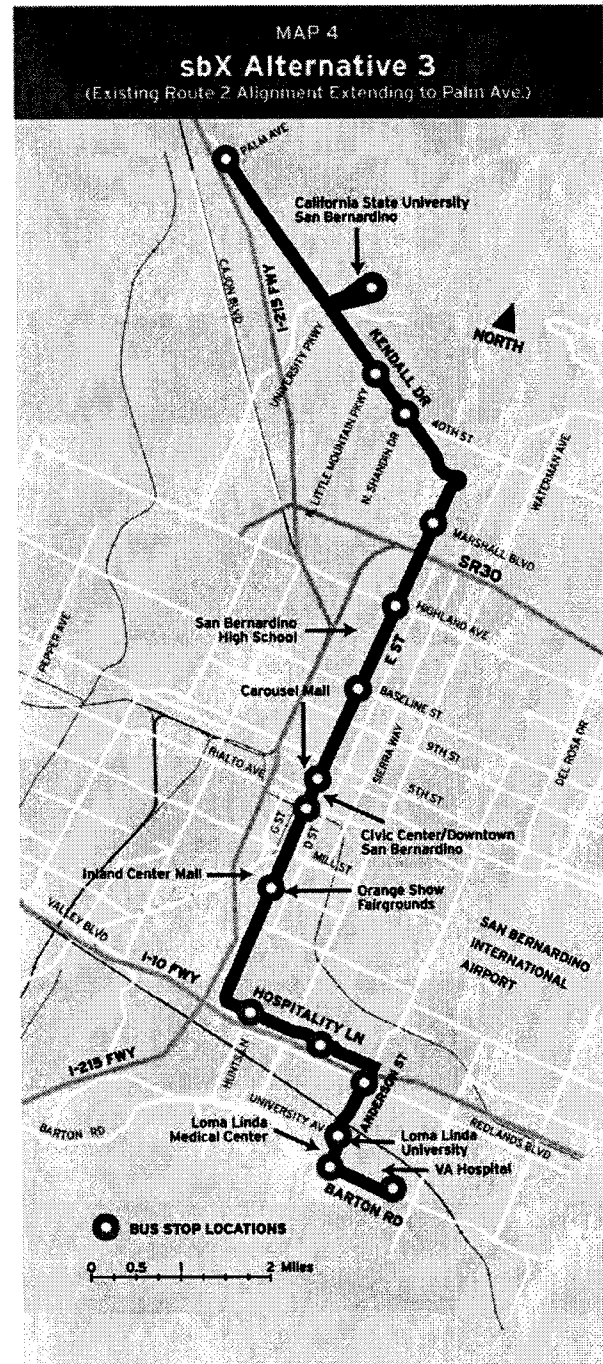 MAP 4
sbX Alternative 3
(Existing Route 2 Alignment Extending to Palm Ave.)
PALM AVE
California State University
San Bernardino
CAJON BLVD
I-215 FWY
NORTH
UNIVERSITY PKWY
KENDALL DR
LITTLE MOUNTAIN PKWY
N. SHANDIN DR
40TH ST
WATERMAN AVE
MARSHALL BLVD
SR30
HIGHLAND AVE
San Bernardino
High School
E ST
PEPPER AVE
Carousel Mall
BASELINE ST
SIERRA WAY
9TH ST
DEL ROSA DR
RIALTO AVE
5TH ST
G ST
D ST
Civic Center/Downtown
San Bernardino
MILL ST
Inland Center Mall
Orange Show
Fairgrounds
VALLEY BLVD
I-10 FWY
SAN BERNARDINO
INTERNATIONAL
AIRPORT
HOSPITALITY LN
I-215 FWY
HUNTS LN
ANDERSON ST
UNIVERSITY AV
REDLANDS BLVD
BARTON RD
Loma Linda
Medical Center
Loma Linda
University
VA Hospital
BARTON RD
BUS STOP LOCATIONS
0 0.5 1 2 Miles